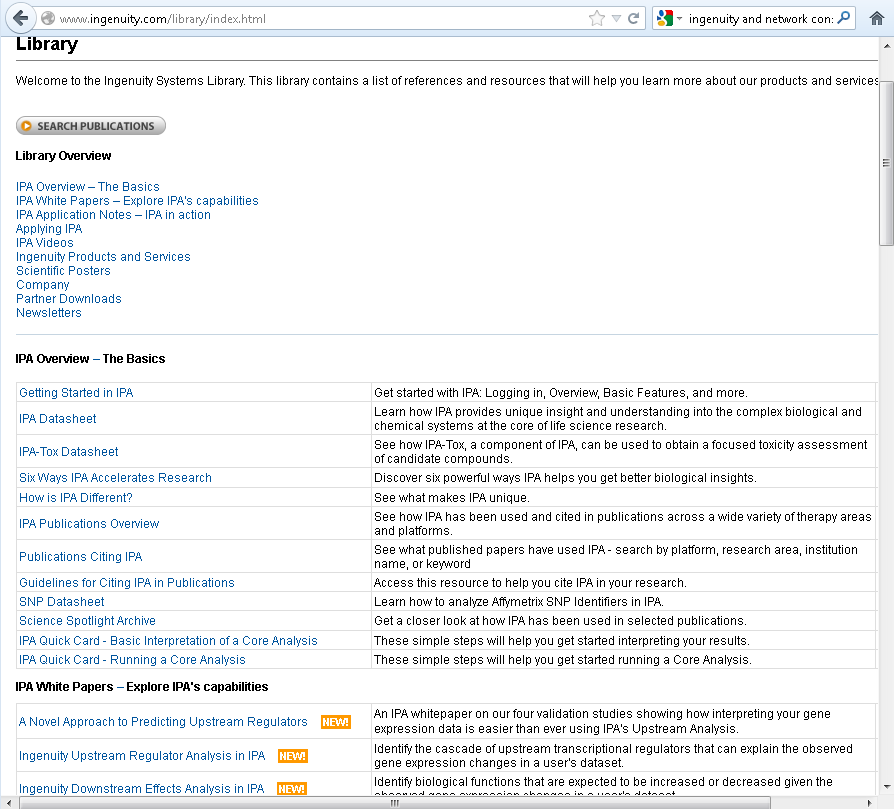 www.ingenuity.com/library/index.html
ingenuity and network con:
Library
Welcome to the Ingenuity Systems Library. This library contains a list of references and resources that will help you learn more about our products and services
SEARCH PUBLICATIONS
Library Overview
IPA Overview – The Basics
IPA White Papers – Explore IPA's capabilities
IPA Application Notes – IPA in action
Applying IPA
IPA Videos
Ingenuity Products and Services
Scientific Posters
Company
Partner Downloads
Newsletters
IPA Overview – The Basics
Getting Started in IPA
Get started with IPA: Logging in, Overview, Basic Features, and more.
IPA Datasheet
Learn how IPA provides unique insight and understanding into the complex biological and
chemical systems at the core of life science research.
IPA-Tox Datasheet
See how IPA-Tox, a component of IPA, can be used to obtain a focused toxicity assessment
of candidate compounds.
Six Ways IPA Accelerates Research
Discover six powerful ways IPA helps you get better biological insights.
How is IPA Different?
See what makes IPA unique.
IPA Publications Overview
See how IPA has been used and cited in publications across a wide variety of therapy areas
and platforms.
Publications Citing IPA
See what published papers have used IPA - search by platform, research area, institution
name, or keyword
Guidelines for Citing IPA in Publications
Access this resource to help you cite IPA in your research.
SNP Datasheet
Learn how to analyze Affymetrix SNP Identifiers in IPA.
Science Spotlight Archive
Get a closer look at how IPA has been used in selected publications.
IPA Quick Card - Basic Interpretation of a Core Analysis
These simple steps will help you get started interpreting your results.
IPA Quick Card - Running a Core Analysis
These simple steps will help you get started running a Core Analysis.
IPA White Papers – Explore IPA's capabilities
A Novel Approach to Predicting Upstream Regulators NEW!
An IPA whitepaper on our four validation studies showing how interpreting your gene
expression data is easier than ever using IPA's Upstream Analysis.
Ingenuity Upstream Regulator Analysis in IPA NEW!
Identify the cascade of upstream transcriptional regulators that can explain the observed
gene expression changes in a user's dataset.
Ingenuity Downstream Effects Analysis in IPA NEW!
Identify biological functions that are expected to be increased or decreased given the
observed gene expression changes in a user's dataset.